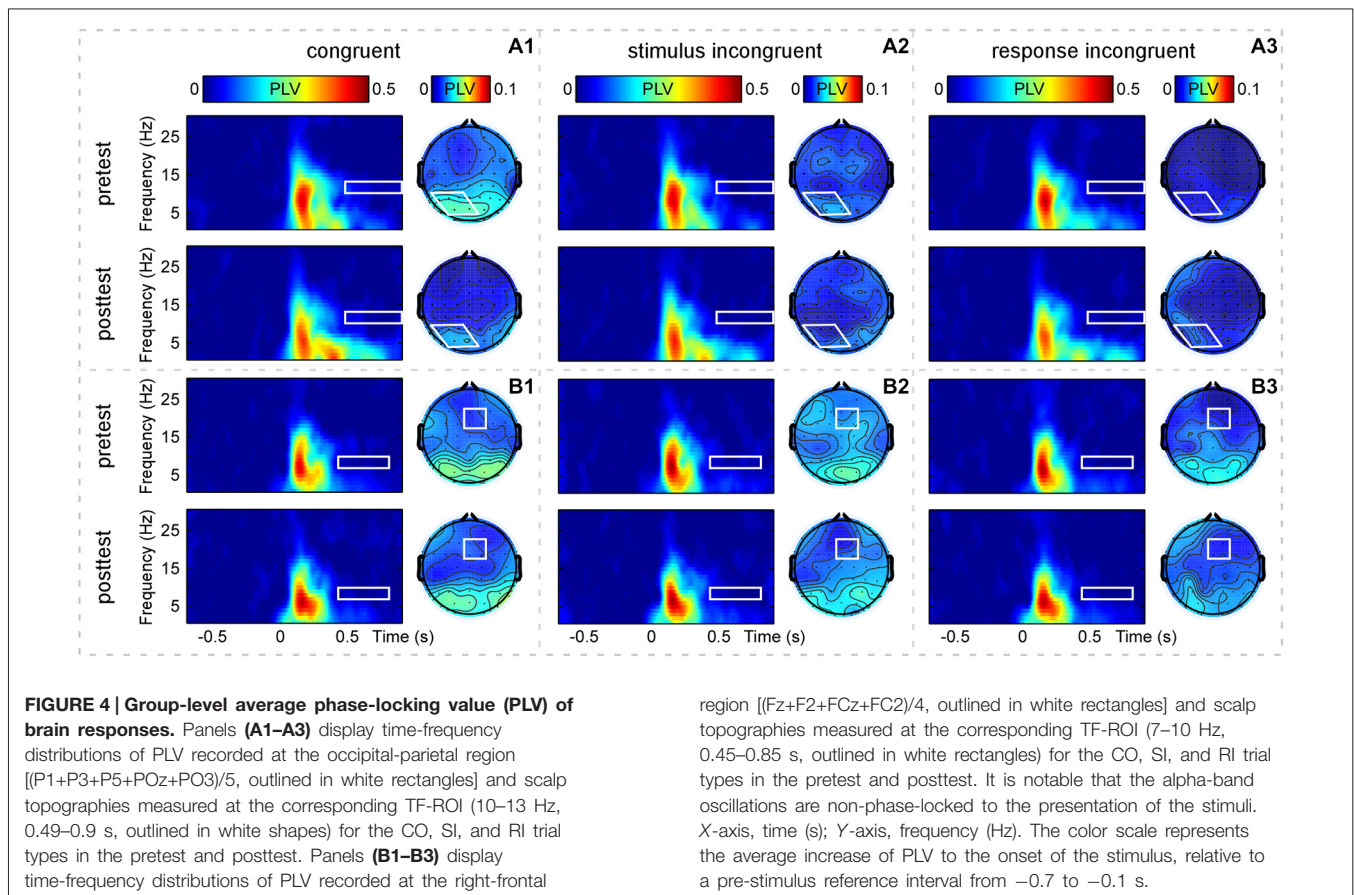 congruent A1 stimulus incongruent A2 response incongruent A3
0 PLV 0.5 0 PLV 0.1 0 PLV 0.5 0 PLV 0.1 0 PLV 0.5 0 PLV 0.1
pretest
Frequency (Hz)
25
15
5
posttest
Frequency (Hz)
25
15
5
B1 B2 B3
pretest
Frequency (Hz)
25
15
5
posttest
Frequency (Hz)
25
15
5
-0.5 0 0.5 Time (s) -0.5 0 0.5 Time (s) -0.5 0 0.5 Time (s)
FIGURE 4 | Group-level average phase-locking value (PLV) of
brain responses. Panels (A1–A3) display time-frequency
distributions of PLV recorded at the occipital-parietal region
[(P1+P3+P5+POz+PO3)/5, outlined in white rectangles] and scalp
topographies measured at the corresponding TF-ROI (10–13 Hz,
0.49–0.9 s, outlined in white shapes) for the CO, SI, and RI trial
types in the pretest and posttest. Panels (B1–B3) display
time-frequency distributions of PLV recorded at the right-frontal
region [(Fz+F2+FCz+FC2)/4, outlined in white rectangles] and scalp
topographies measured at the corresponding TF-ROI (7–10 Hz,
0.45–0.85 s, outlined in white rectangles) for the CO, SI, and RI trial
types in the pretest and posttest. It is notable that the alpha-band
oscillations are non-phase-locked to the presentation of the stimuli.
X-axis, time (s); Y-axis, frequency (Hz). The color scale represents
the average increase of PLV to the onset of the stimulus, relative to
a pre-stimulus reference interval from −0.7 to −0.1 s.